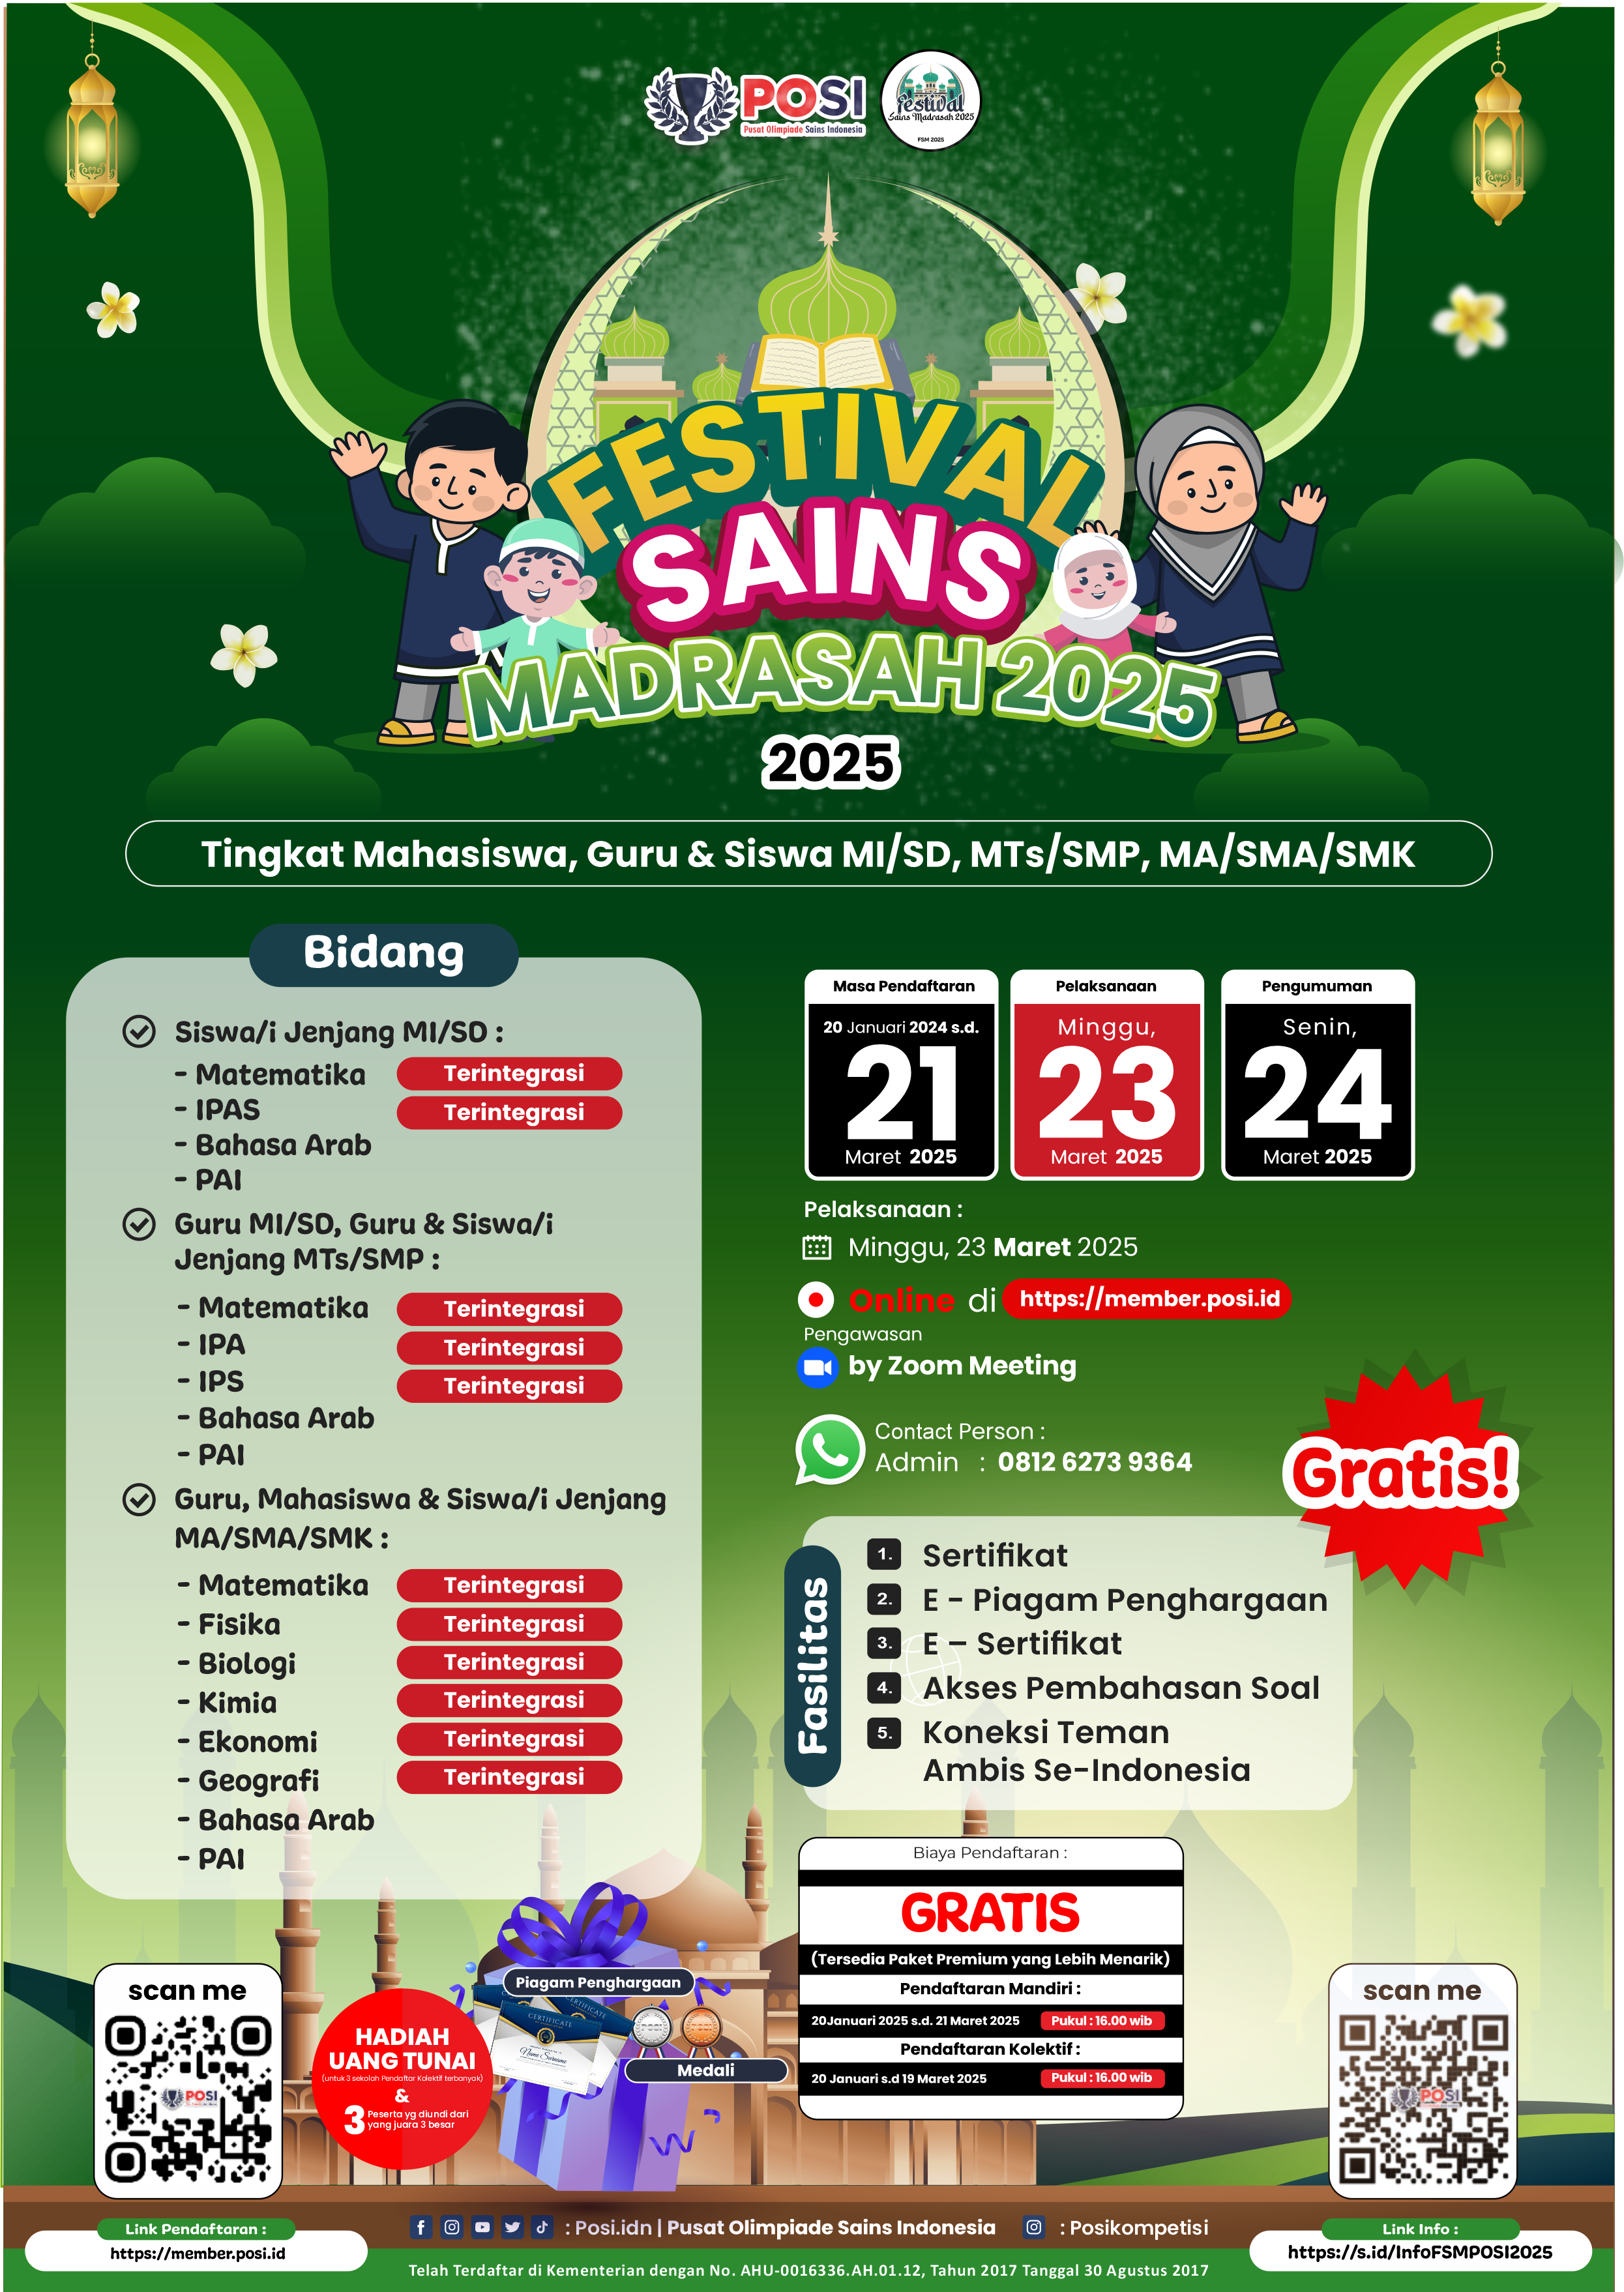 POSI
Pusat Olimpiade Sains Indonesia
Festival
Sains Madrasah 2025
FSM 2025
FESTIVAL
SAINS
MADRASAH 2025
2025
Tingkat Mahasiswa, Guru & Siswa MI/SD, MTs/SMP, MA/SMA/SMK
Bidang
Siswa/i Jenjang MI/SD :
- Matematika Terintegrasi
- IPAS Terintegrasi
- Bahasa Arab
- PAI
Guru MI/SD, Guru & Siswa/i
Jenjang MTs/SMP :
- Matematika Terintegrasi
- IPA Terintegrasi
- IPS Terintegrasi
- Bahasa Arab
- PAI
Guru, Mahasiswa & Siswa/i Jenjang
MA/SMA/SMK :
- Matematika Terintegrasi
- Fisika Terintegrasi
- Biologi Terintegrasi
- Kimia Terintegrasi
- Ekonomi Terintegrasi
- Geografi Terintegrasi
- Bahasa Arab
- PAI
Masa Pendaftaran
20 Januari 2024 s.d.
21
Maret 2025
Pelaksanaan
Minggu,
23
Maret 2025
Pengumuman
Senin,
24
Maret 2025
Pelaksanaan :
Minggu, 23 Maret 2025
Online di https://member.posi.id
Pengawasan
by Zoom Meeting
Contact Person :
Admin : 0812 6273 9364
Gratis!
Fasilitas
1. Sertifikat
2. E - Piagam Penghargaan
3. E – Sertifikat
4. Akses Pembahasan Soal
5. Koneksi Teman
Ambis Se-Indonesia
Biaya Pendaftaran :
GRATIS
(Tersedia Paket Premium yang Lebih Menarik)
Pendaftaran Mandiri :
20Januari 2025 s.d. 21 Maret 2025 Pukul : 16.00 wib
Pendaftaran Kolektif :
20 Januari s.d 19 Maret 2025 Pukul : 16.00 wib
scan me
POSI
HADIAH
UANG TUNAI
(untuk 3 sekolah Pendaftar Kolektif terbanyak)
&
3 Peserta yg diundi dari
yang juara 3 besar
Piagam Penghargaan
CERTIFICATE
CERTIFICATE
Name Surname
Medali
scan me
POSI
Link Pendaftaran :
https://member.posi.id
: Posi.idn | Pusat Olimpiade Sains Indonesia
: Posikompetisi
Link Info :
https://s.id/InfoFSMPOSI2025
Telah Terdaftar di Kementerian dengan No. AHU-0016336.AH.01.12, Tahun 2017 Tanggal 30 Agustus 2017